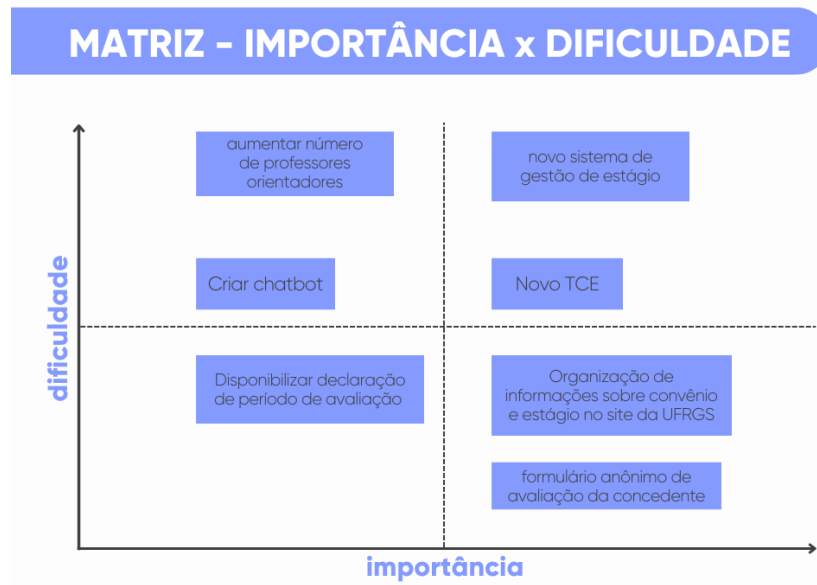 MATRIZ - IMPORTÂNCIA x DIFICULDADE
aumentar número
de professores
orientadores
novo sistema de
gestão de estágio
Criar chatbot
Novo TCE
dificuldade
Disponibilizar declaração
de período de avaliação
Organização de
informações sobre convênio
e estágio no site da UFRGS
formulário anônimo de
avaliação da concedente
importância